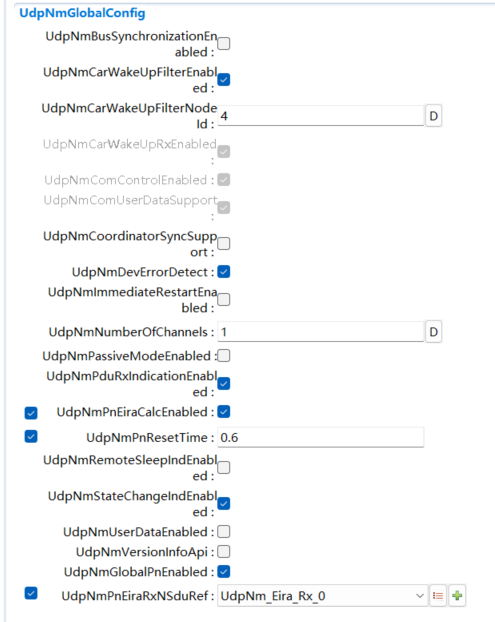 UdpNmGlobalConfig
UdpNmBusSynchronizationEn
abled :
UdpNmCarWakeUpFilterEnabl
ed :
UdpNmCarWakeUpFilterNode
Id : 4 D
UdpNmCarWakeUpRxEnabled
:
UdpNmComControlEnabled :
UdpNmComUserDataSupport
:
UdpNmCoordinatorSyncSupp
ort :
UdpNmDevErrorDetect :
UdpNmImmediateRestartEna
bled :
UdpNmNumberOfChannels : 1 D
UdpNmPassiveModeEnabled :
UdpNmPduRxIndicationEnabl
ed :
UdpNmPnEiraCalcEnabled :
UdpNmPnResetTime : 0.6
UdpNmRemoteSleepIndEnabl
ed :
UdpNmStateChangeIndEnabl
ed :
UdpNmUserDataEnabled :
UdpNmVersionInfoApi :
UdpNmGlobalPnEnabled :
UdpNmPnEiraRxNSduRef : UdpNm_Eira_Rx_0